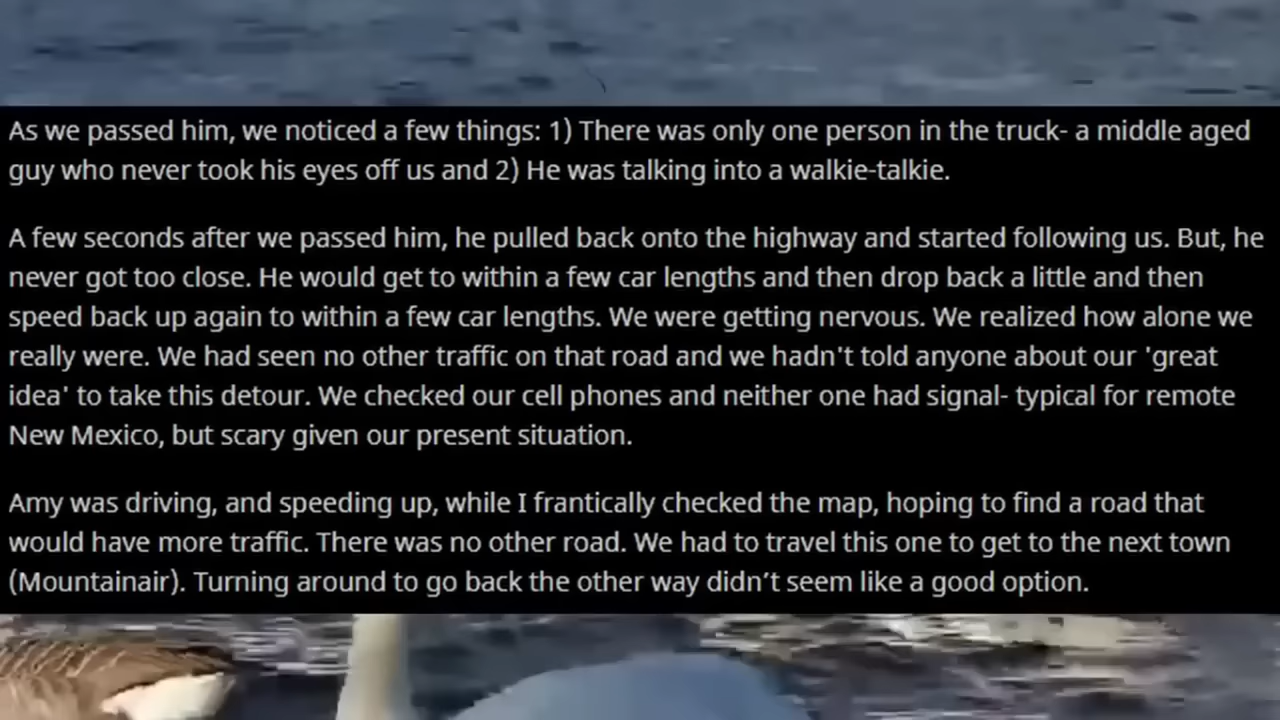 As we passed him, we noticed a few things: 1) There was only one person in the truck- a middle aged
guy who never took his eyes off us and 2) He was talking into a walkie-talkie.
A few seconds after we passed him, he pulled back onto the highway and started following us. But, he
never got too close. He would get to within a few car lengths and then drop back a little and then
speed back up again to within a few car lengths. We were getting nervous. We realized how alone we
really were. We had seen no other traffic on that road and we hadn't told anyone about our 'great
idea' to take this detour. We checked our cell phones and neither one had signal- typical for remote
New Mexico, but scary given our present situation.
Amy was driving, and speeding up, while I frantically checked the map, hoping to find a road that
would have more traffic. There was no other road. We had to travel this one to get to the next town
(Mountainair). Turning around to go back the other way didn’t seem like a good option.